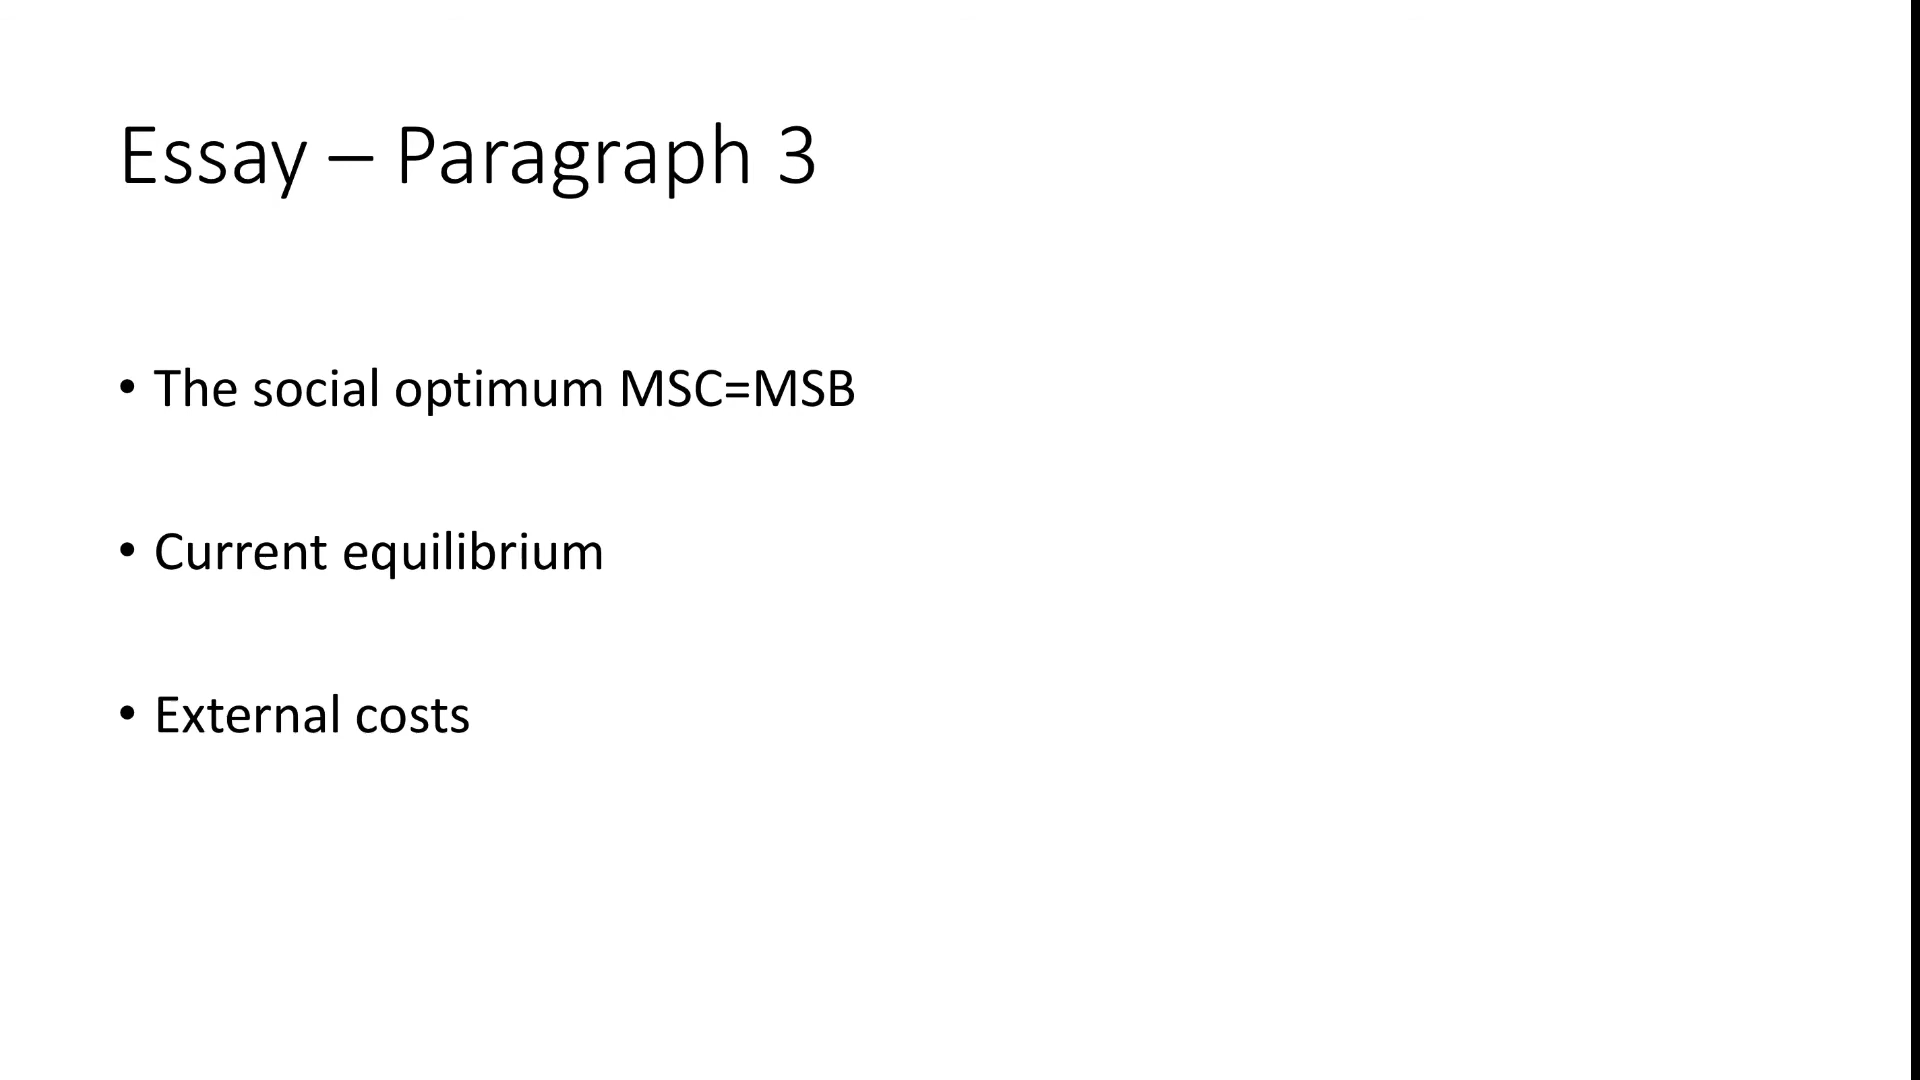 Essay – Paragraph 3
• The social optimum MSC=MSB
• Current equilibrium
• External costs